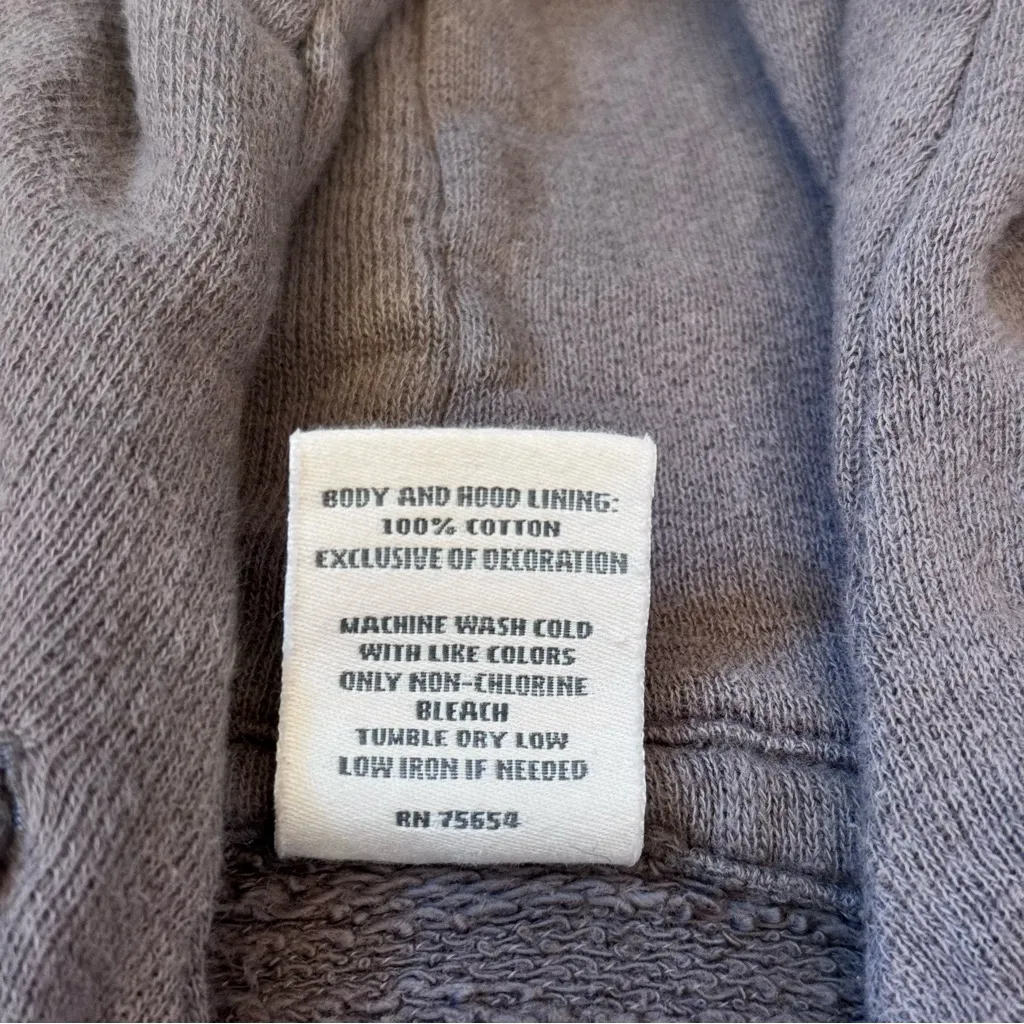 BODY AND HOOD LINING:
100% COTTON
EXCLUSIVE OF DECORATION
MACHINE WASH COLD
WITH LIKE COLORS
ONLY NON-CHLORINE
BLEACH
TUMBLE DRY LOW
LOW IRON IF NEEDED
RN 75654